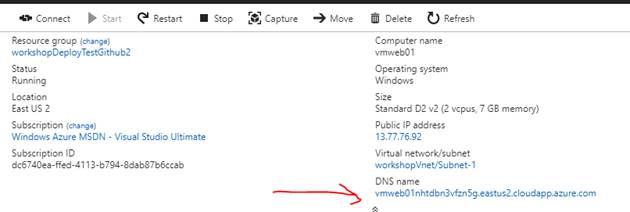 Connect Start Restart Stop Capture Move Delete Refresh
Resource group (change)
workshopDeployTestGithub2
Status
Running
Location
East US 2
Subscription (change)
Windows Azure MSDN - Visual Studio Ultimate
Subscription ID
dc6740ea-ffed-4113-b794-8dab87b6ccab
Computer name
vmweb01
Operating system
Windows
Size
Standard D2 v2 (2 vcpus, 7 GB memory)
Public IP address
13.77.76.92
Virtual network/subnet
workshopVnet/Subnet-1
DNS name
vmweb01nhtdbn3vfzn5g.eastus2.cloudapp.azure.com